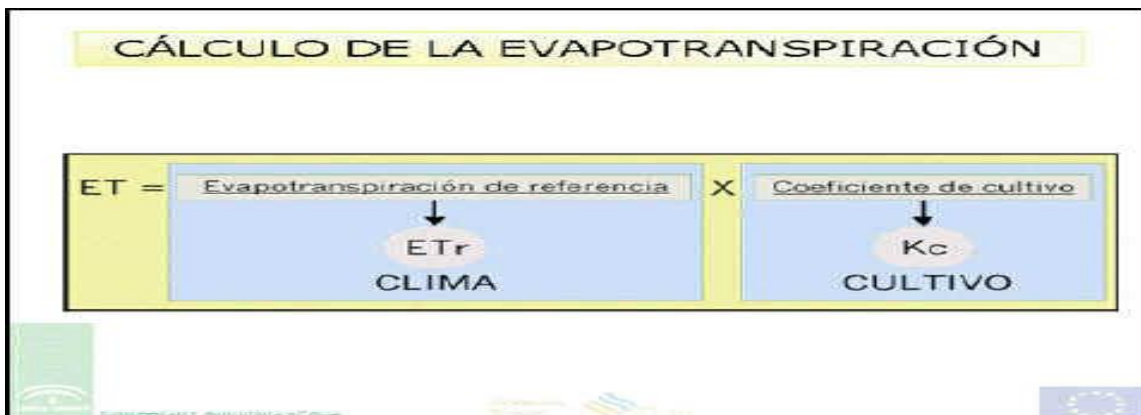 CÁLCULO DE LA EVAPOTRANSPIRACIÓN
ET = Evapotranspiración de referencia X Coeficiente de cultivo
ETr Kc
CLIMA CULTIVO